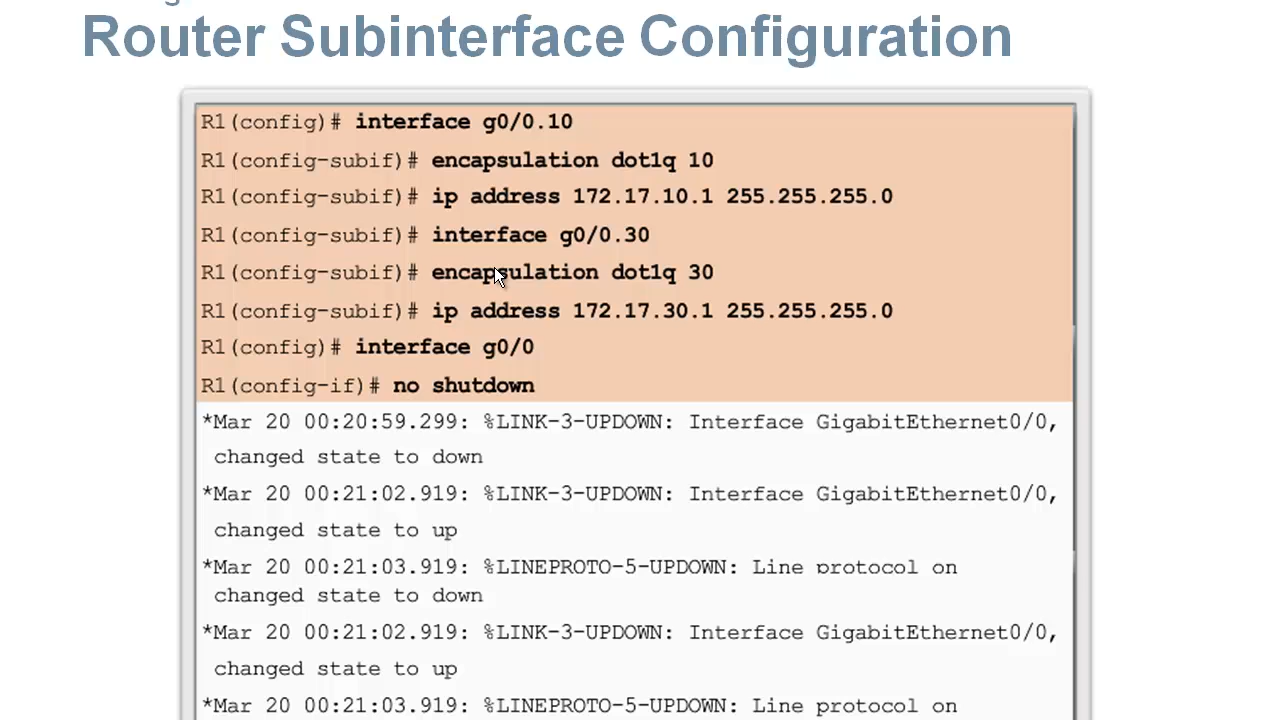 Router Subinterface Configuration
R1(config)# interface g0/0.10
R1(config-subif)# encapsulation dot1q 10
R1(config-subif)# ip address 172.17.10.1 255.255.255.0
R1(config-subif)# interface g0/0.30
R1(config-subif)# encapsulation dot1q 30
R1(config-subif)# ip address 172.17.30.1 255.255.255.0
R1(config)# interface g0/0
R1(config-if)# no shutdown
*Mar 20 00:20:59.299: %LINK-3-UPDOWN: Interface GigabitEthernet0/0,
changed state to down
*Mar 20 00:21:02.919: %LINK-3-UPDOWN: Interface GigabitEthernet0/0,
changed state to up
*Mar 20 00:21:03.919: %LINEPROTO-5-UPDOWN: Line protocol on
changed state to down
*Mar 20 00:21:02.919: %LINK-3-UPDOWN: Interface GigabitEthernet0/0,
changed state to up
*Mar 20 00:21:03.919: %LINEPROTO-5-UPDOWN: Line protocol on